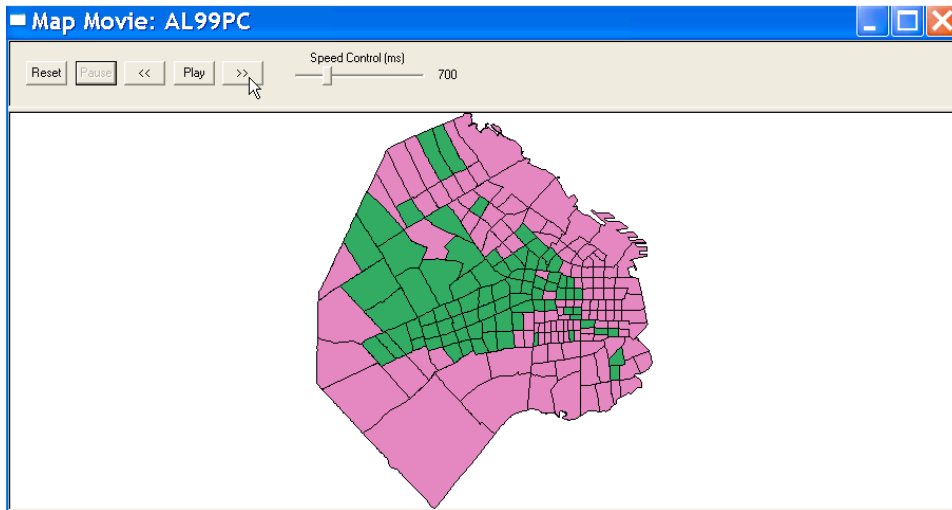 Map Movie: AL99PC
Speed Control (ms)
Reset Pause << Play >> 700